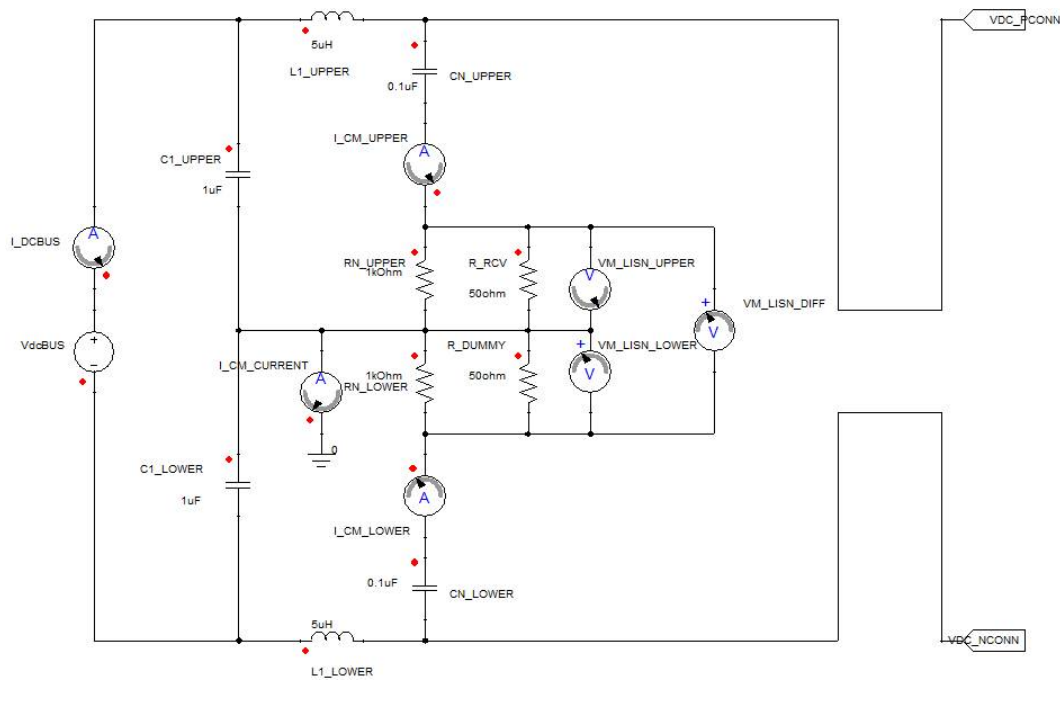 VDC_PCONN
5uH
L1_UPPER
CN_UPPER
0.1uF
I_CM_UPPER
A
C1_UPPER
1uF
I_DCBUS
A
RN_UPPER
1kOhm
R_RCV
50ohm
V
VM_LISN_UPPER
+
VM_LISN_DIFF
V
VdcBUS
+
−
I_CM_CURRENT
A
1kOhm
RN_LOWER
R_DUMMY
50ohm
+
VM_LISN_LOWER
V
0
C1_LOWER
1uF
A
I_CM_LOWER
0.1uF
CN_LOWER
5uH
L1_LOWER
VDC_NCONN